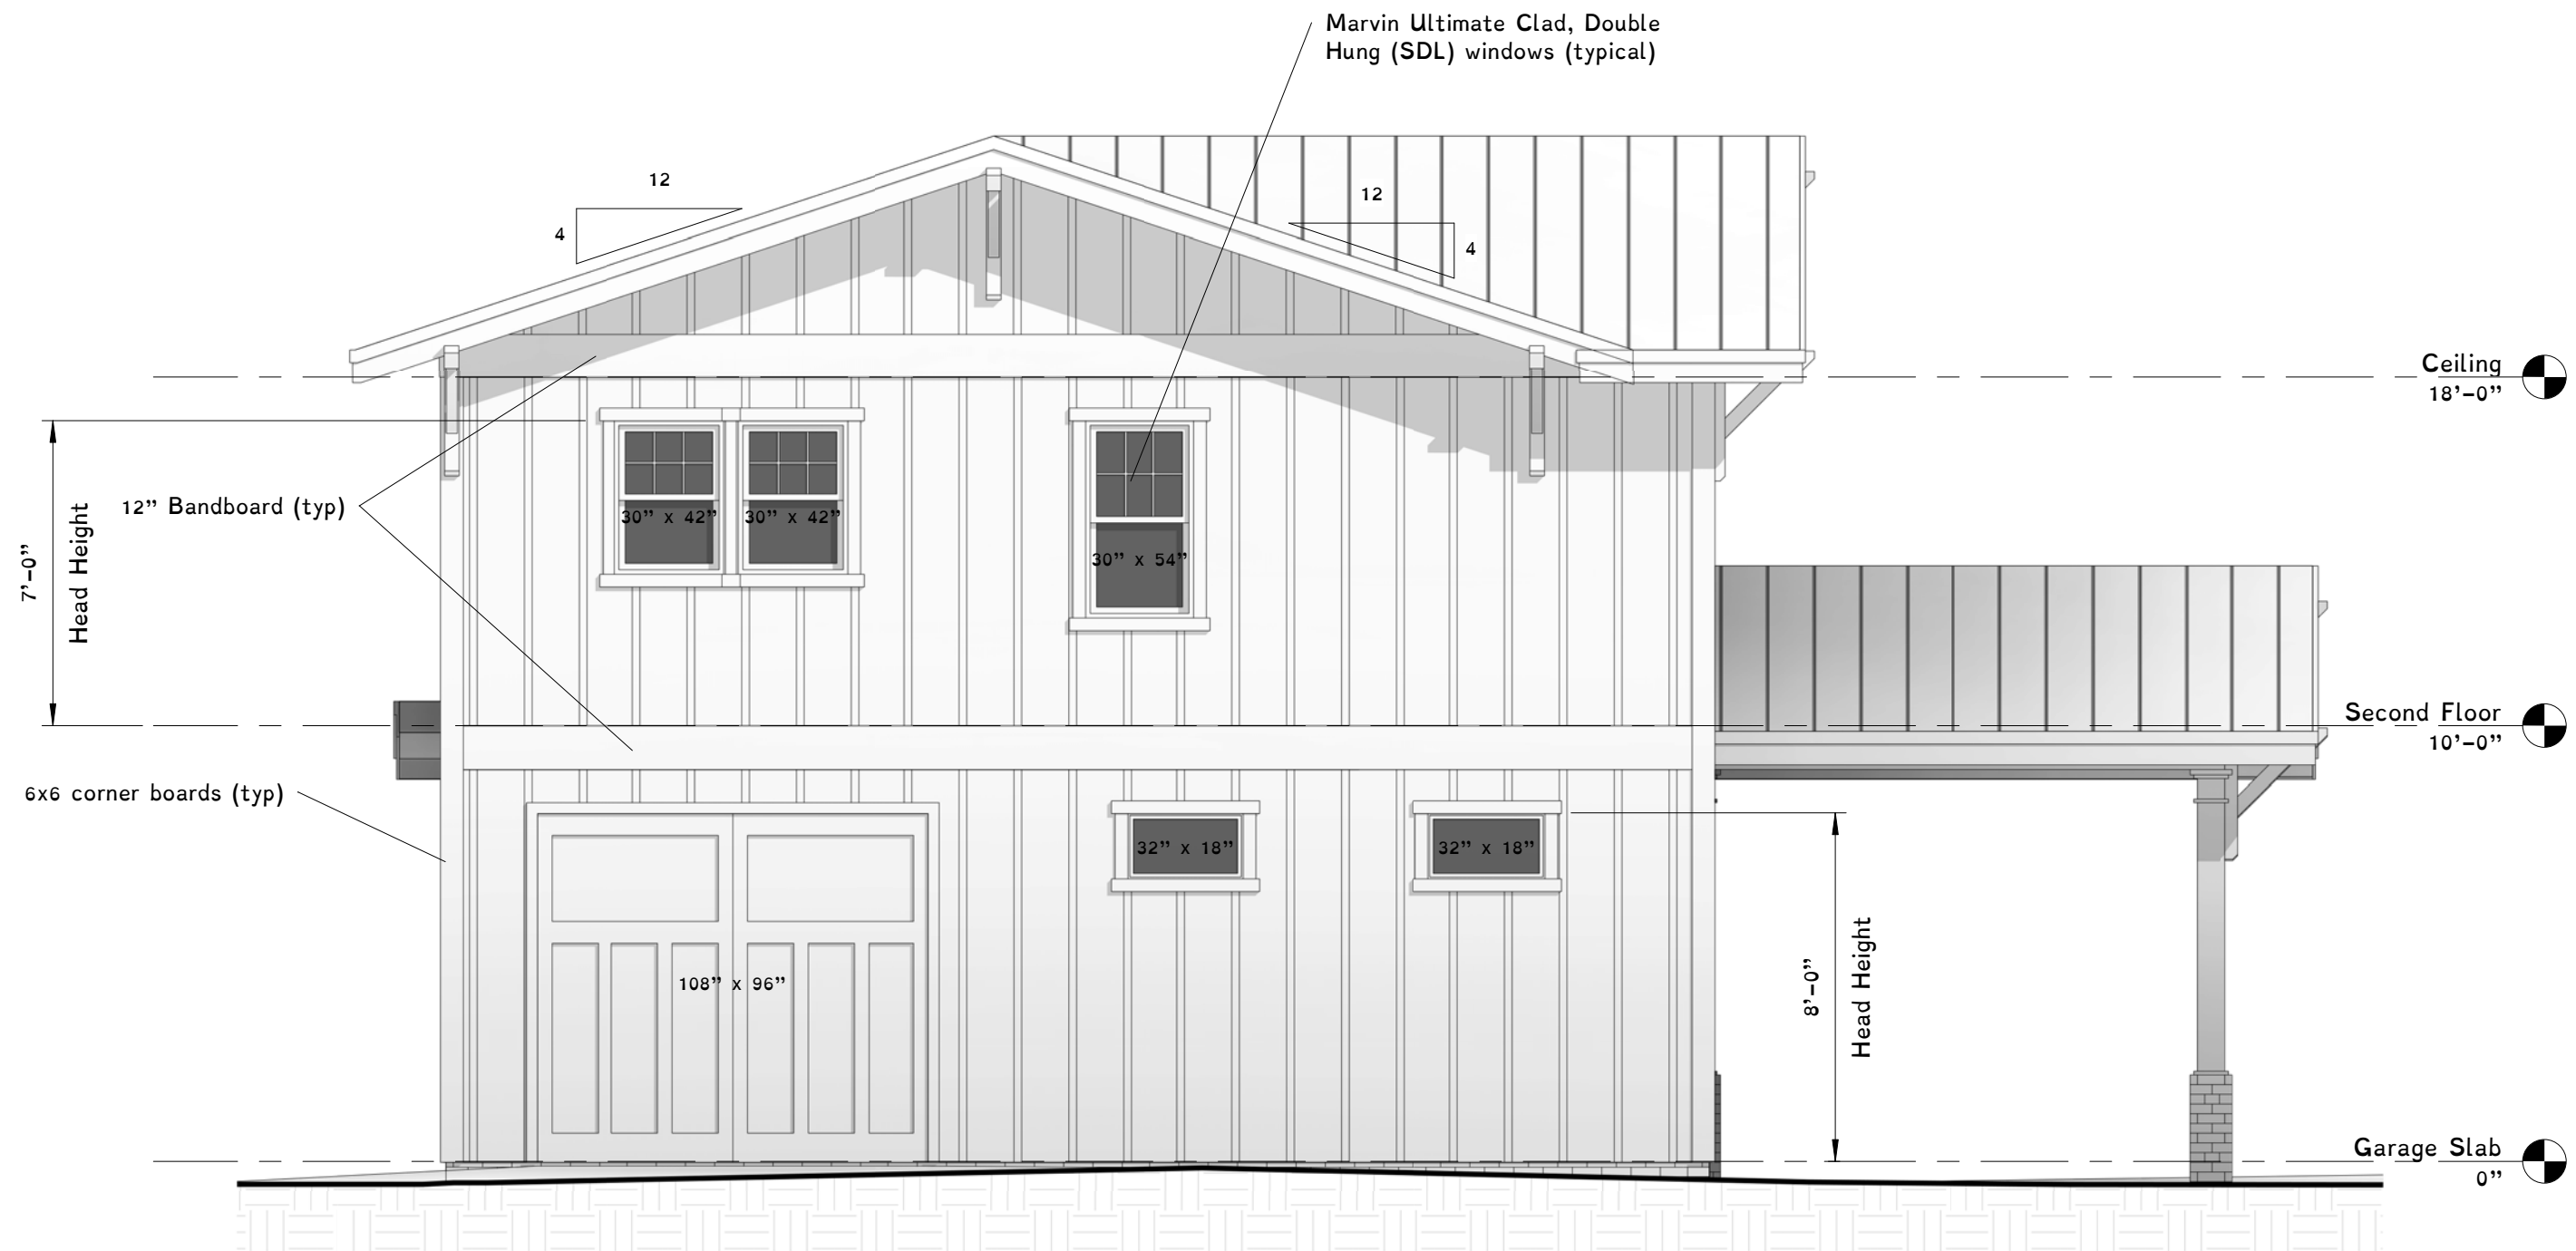 Marvin Ultimate Clad, Double
Hung (SDL) windows (typical)
12
4
12
4
Ceiling
18'-0"
7'-0"
Head Height
12" Bandboard (typ)
30" x 42"
30" x 42"
30" x 54"
Second Floor
10'-0"
6x6 corner boards (typ)
32" x 18"
32" x 18"
108" x 96"
8'-0"
Head Height
Garage Slab
0"